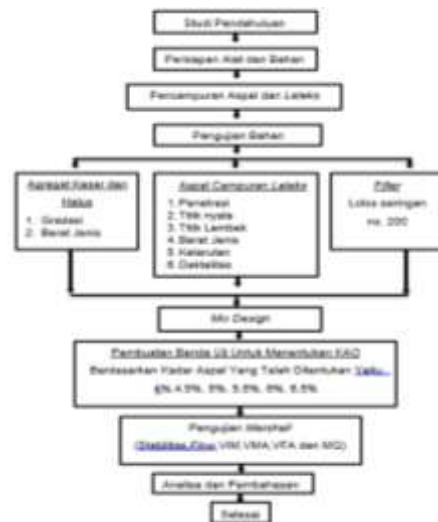 Studi Pendahuluan
Persiapan Alat dan Bahan
Pencampuran Aspal dan Lateks
Pengujian Bahan
Agregat Kasar dan
Halus
1. Gradasi
2. Berat Jenis
Aspal Campuran Lateks
1. Penetrasi
2. Titik nyala
3. Titik Lembek
4. Berat Jenis
5. Kelarutan
6. Daktilitas
Filler
Lolos saringan
no. 200
Mix Design
Pembuatan Benda Uji Untuk Menentukan KAO
Berdasarkan Kadar Aspal Yang Telah Ditentukan Yaitu
4%,4.5%, 5%, 5.5%, 6%, 6.5%
Pengujian Marshall
(Stabilitas,Flow,VIM,VMA,VFA dan MQ)
Analisa dan Pembahasan
Selesai